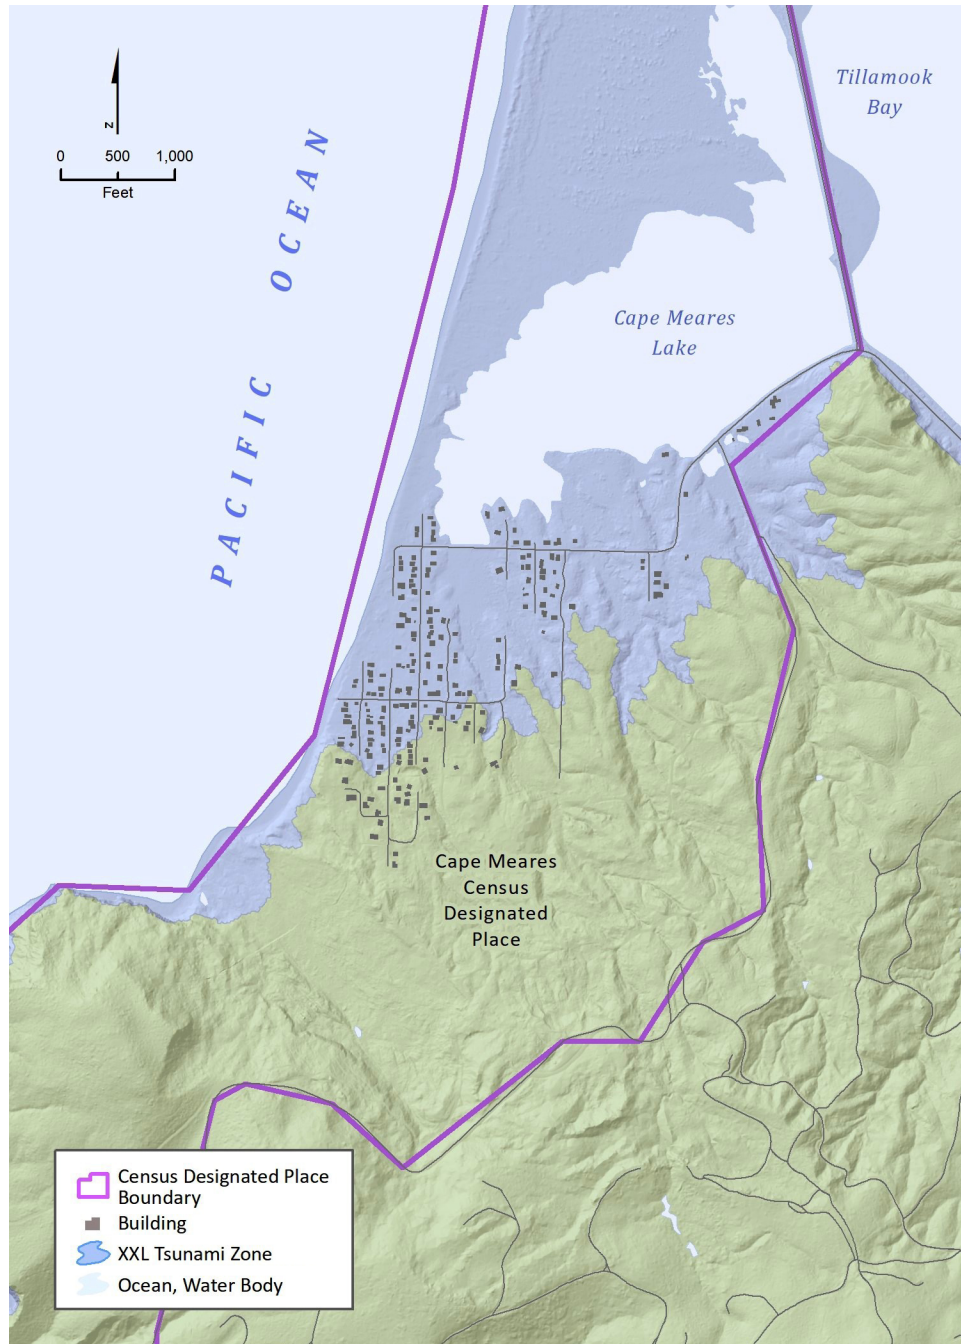 Tillamook
Bay
z
0 500 1,000
Feet
PACIFIC OCEAN
Cape Meares
Lake
Cape Meares
Census
Designated
Place
Census Designated Place
Boundary
Building
XXL Tsunami Zone
Ocean, Water Body